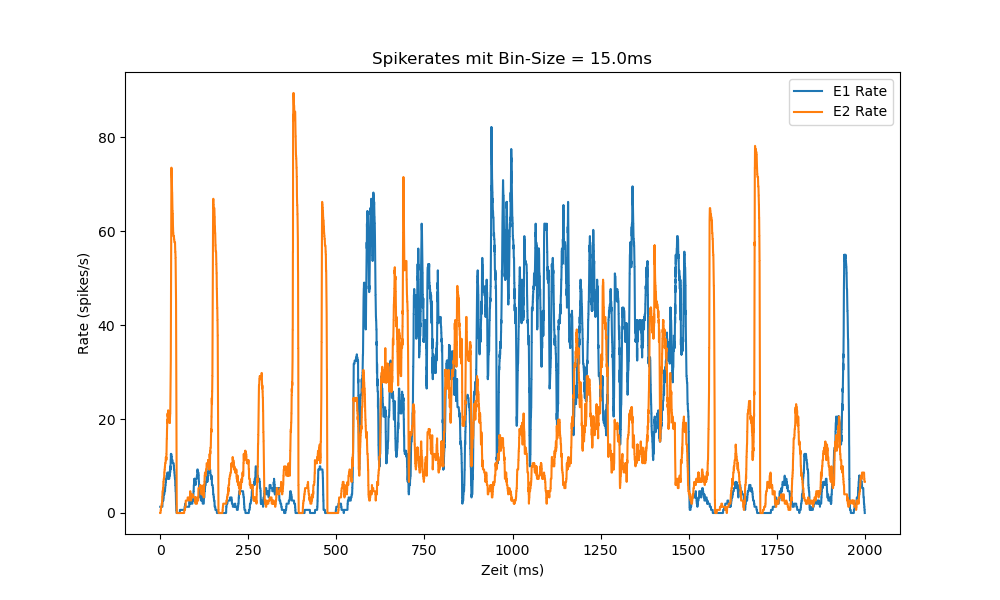 Spikerates mit Bin-Size = 15.0ms
E1 Rate
E2 Rate
Rate (spikes/s)
80
60
40
20
0
0 250 500 750 1000 1250 1500 1750 2000
Zeit (ms)